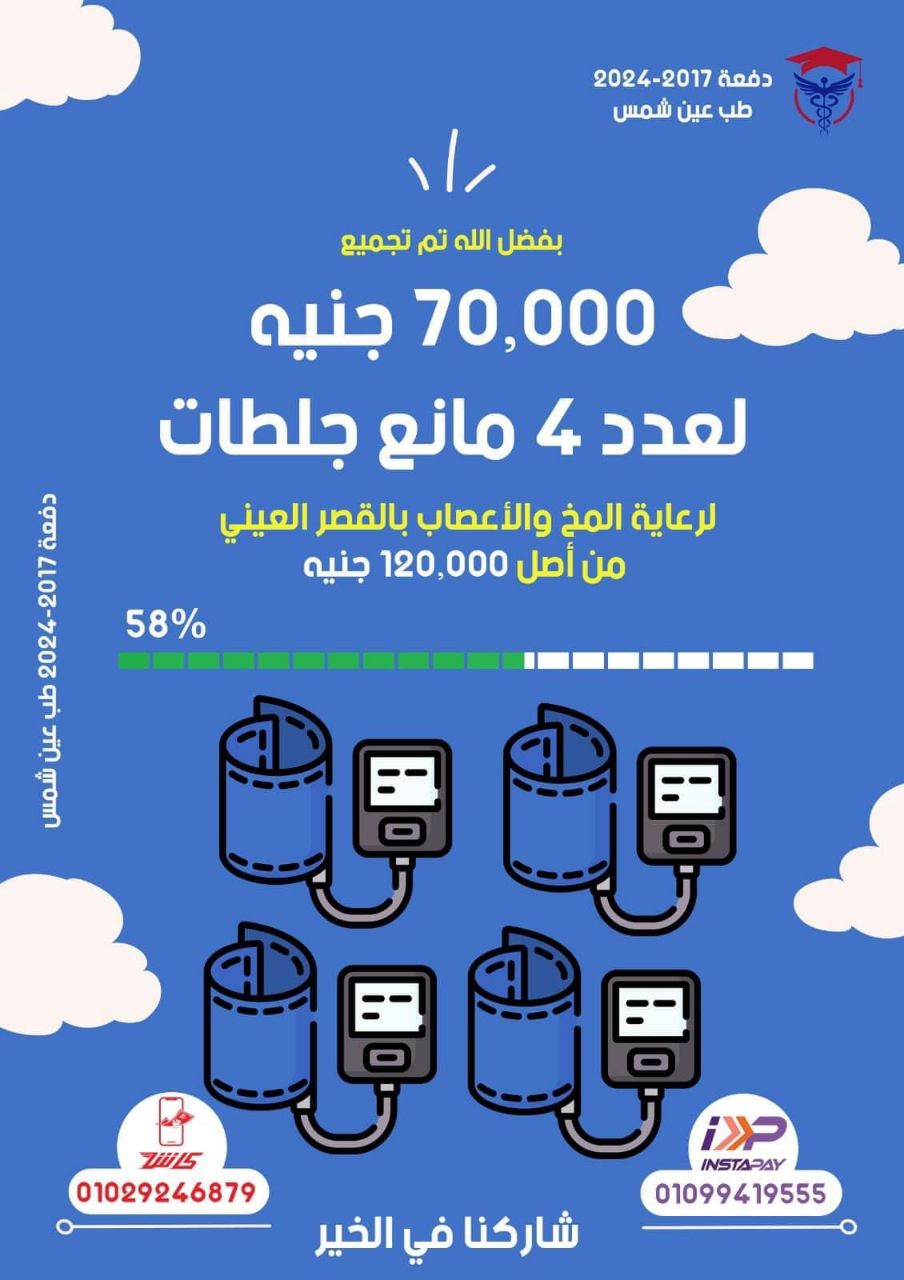 دفعة 2017-2024
طب عين شمس
بفضل الله تم تجميع
70,000 جنيه
لعدد 4 مانع جلطات
لرعاية المخ والأعصاب بالقصر العيني
من أصل 120,000 جنيه
58%
دفعة 2017-2024 طب عين شمس
كاش
01029246879
INSTAPAY
01099419555
شاركنا في الخير